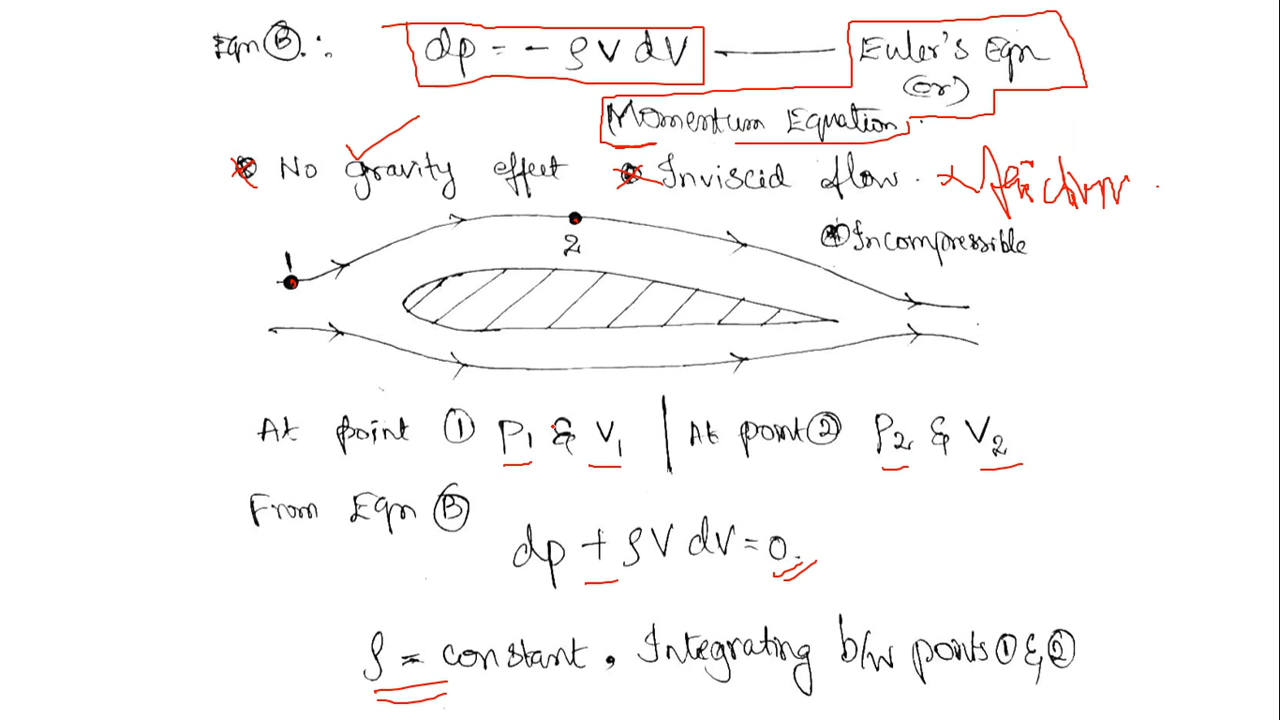 Eqn Ⓑ ∴ dp = - ρ V dV — Euler's Eqn
(or)
Momentum Equation.
No gravity effect Inviscid flow. friction.
Incompressible
1
2
At point ① P₁ & V₁ | At point ② P₂ & V₂
From Eqn Ⓑ
dp + ρ V dV = 0.
ρ = constant, Integrating b/w points ① & ②